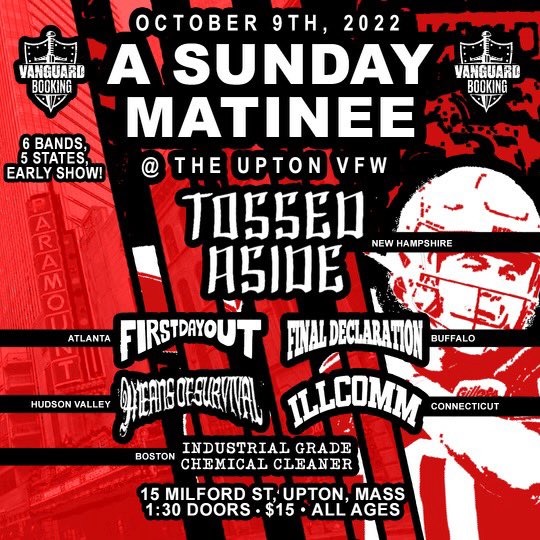 OCTOBER 9TH, 2022
VANGUARD
BOOKING
A SUNDAY
MATINEE
VANGUARD
BOOKING
6 BANDS,
5 STATES,
EARLY SHOW!
@ THE UPTON VFW
TOSSED
ASIDE
NEW HAMPSHIRE
PARAMOUNT
ATLANTA
FIRSTDAYOUT
FINAL DECLARATION
BUFFALO
HUDSON VALLEY
MEANS OF SURVIVAL
ILLCOMM
CONNECTICUT
BOSTON
INDUSTRIAL GRADE
CHEMICAL CLEANER
15 MILFORD ST, UPTON, MASS
1:30 DOORS • $15 • ALL AGES